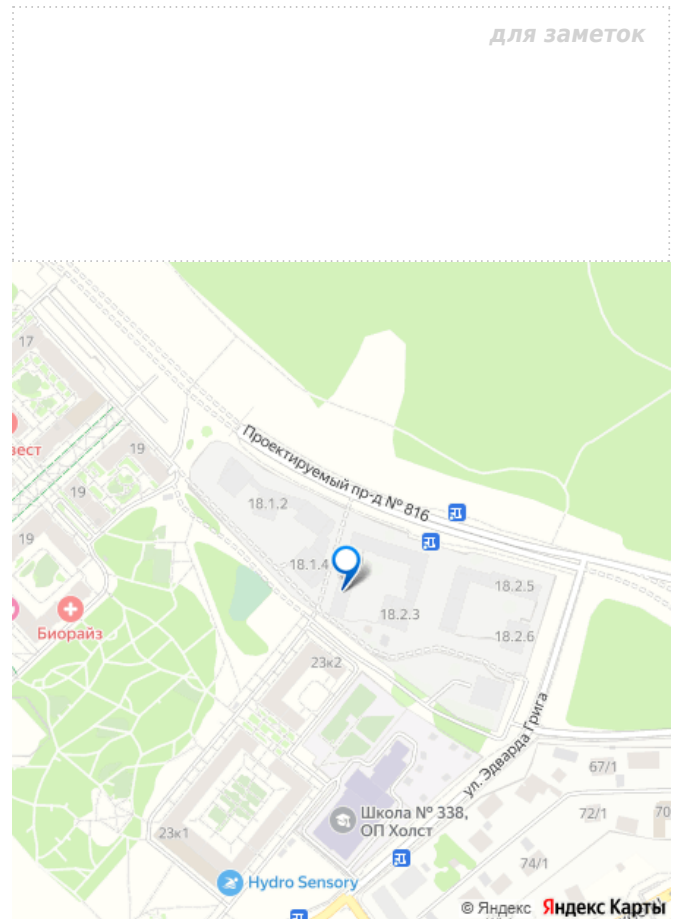 для заметок
17
вест
19
19
19
Проектируемый пр-д № 816
18.1.2
18.1.4
18.2.5
18.2.3
18.2.6
Биорайз
23к2
ул. Эдварда Грига
67/1
Школа № 338,
ОП Холст
72/1
70
23к1
74/1
Hydro Sensory
© Яндекс Яндекс Карты